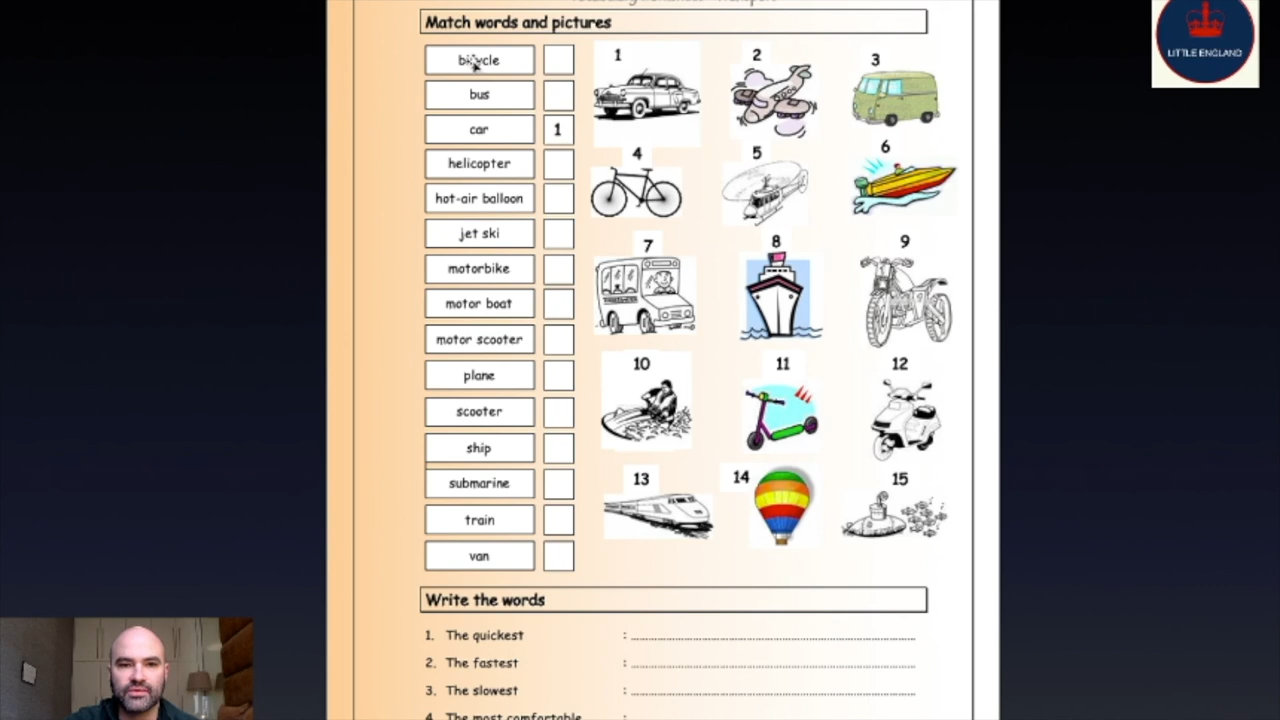 Match words and pictures
bicycle
bus
car 1
helicopter
hot-air balloon
jet ski
motorbike
motor boat
motor scooter
plane
scooter
ship
submarine
train
van
1 2 3
4 5 6
7 8 9
10 11 12
13 14 15
Write the words
1. The quickest :
2. The fastest :
3. The slowest :
4. The most comfortable :
LITTLE ENGLAND